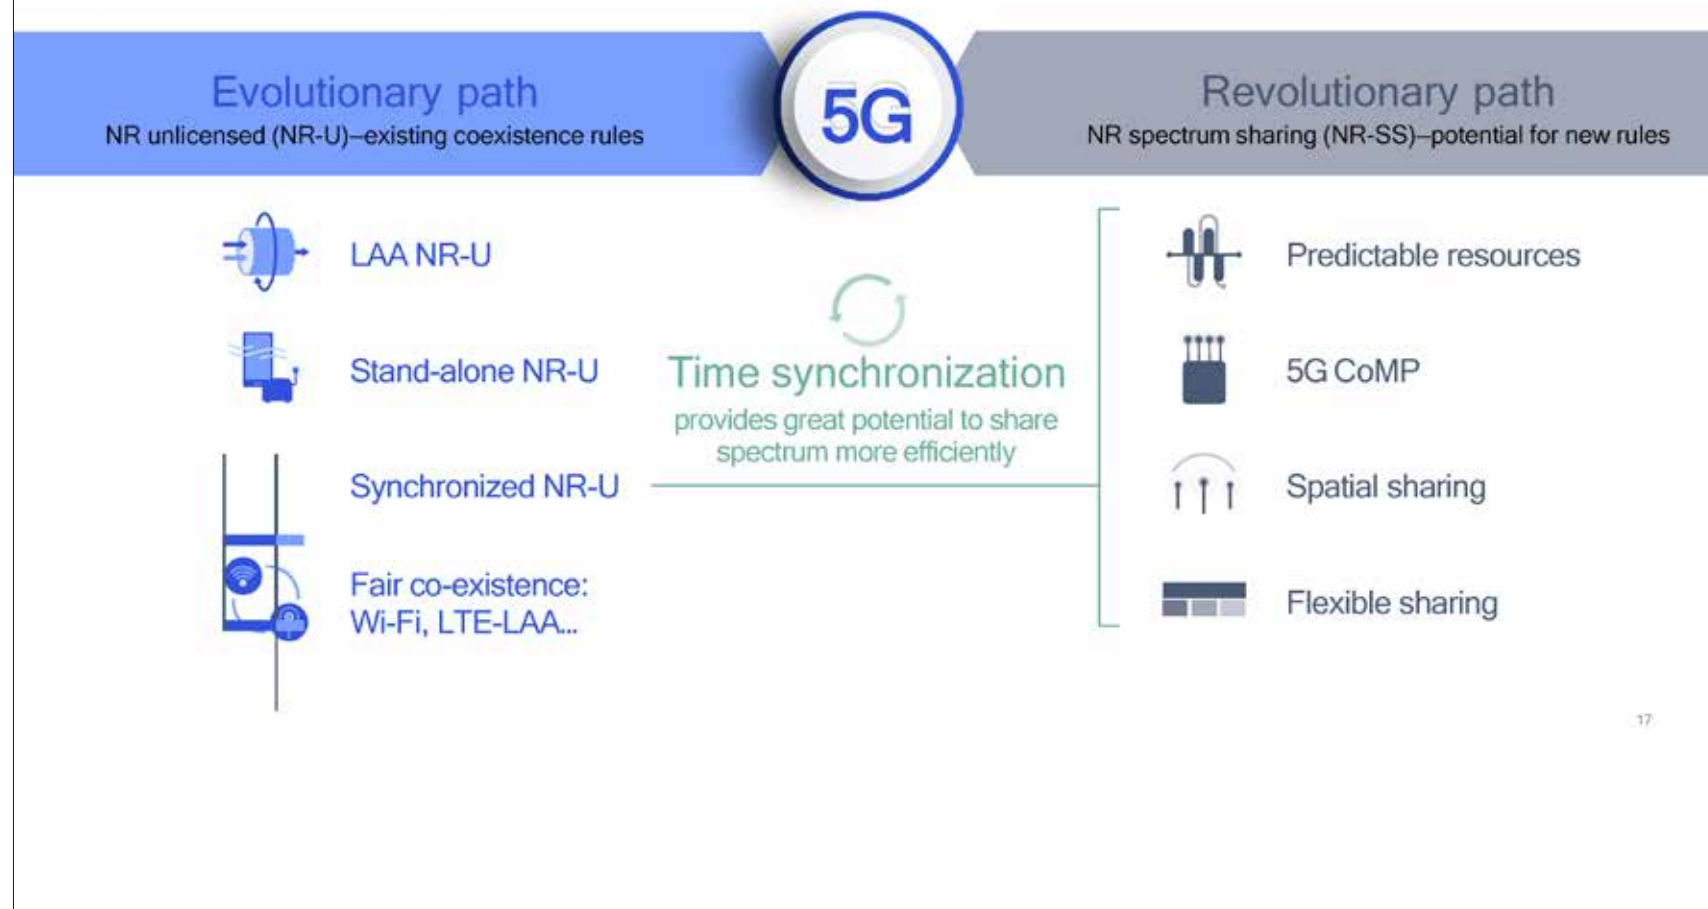 Evolutionary path
NR unlicensed (NR-U)–existing coexistence rules
5G
Revolutionary path
NR spectrum sharing (NR-SS)–potential for new rules
LAA NR-U
Stand-alone NR-U
Synchronized NR-U
Fair co-existence:
Wi-Fi, LTE-LAA...
Time synchronization
provides great potential to share
spectrum more efficiently
Predictable resources
5G CoMP
Spatial sharing
Flexible sharing
17